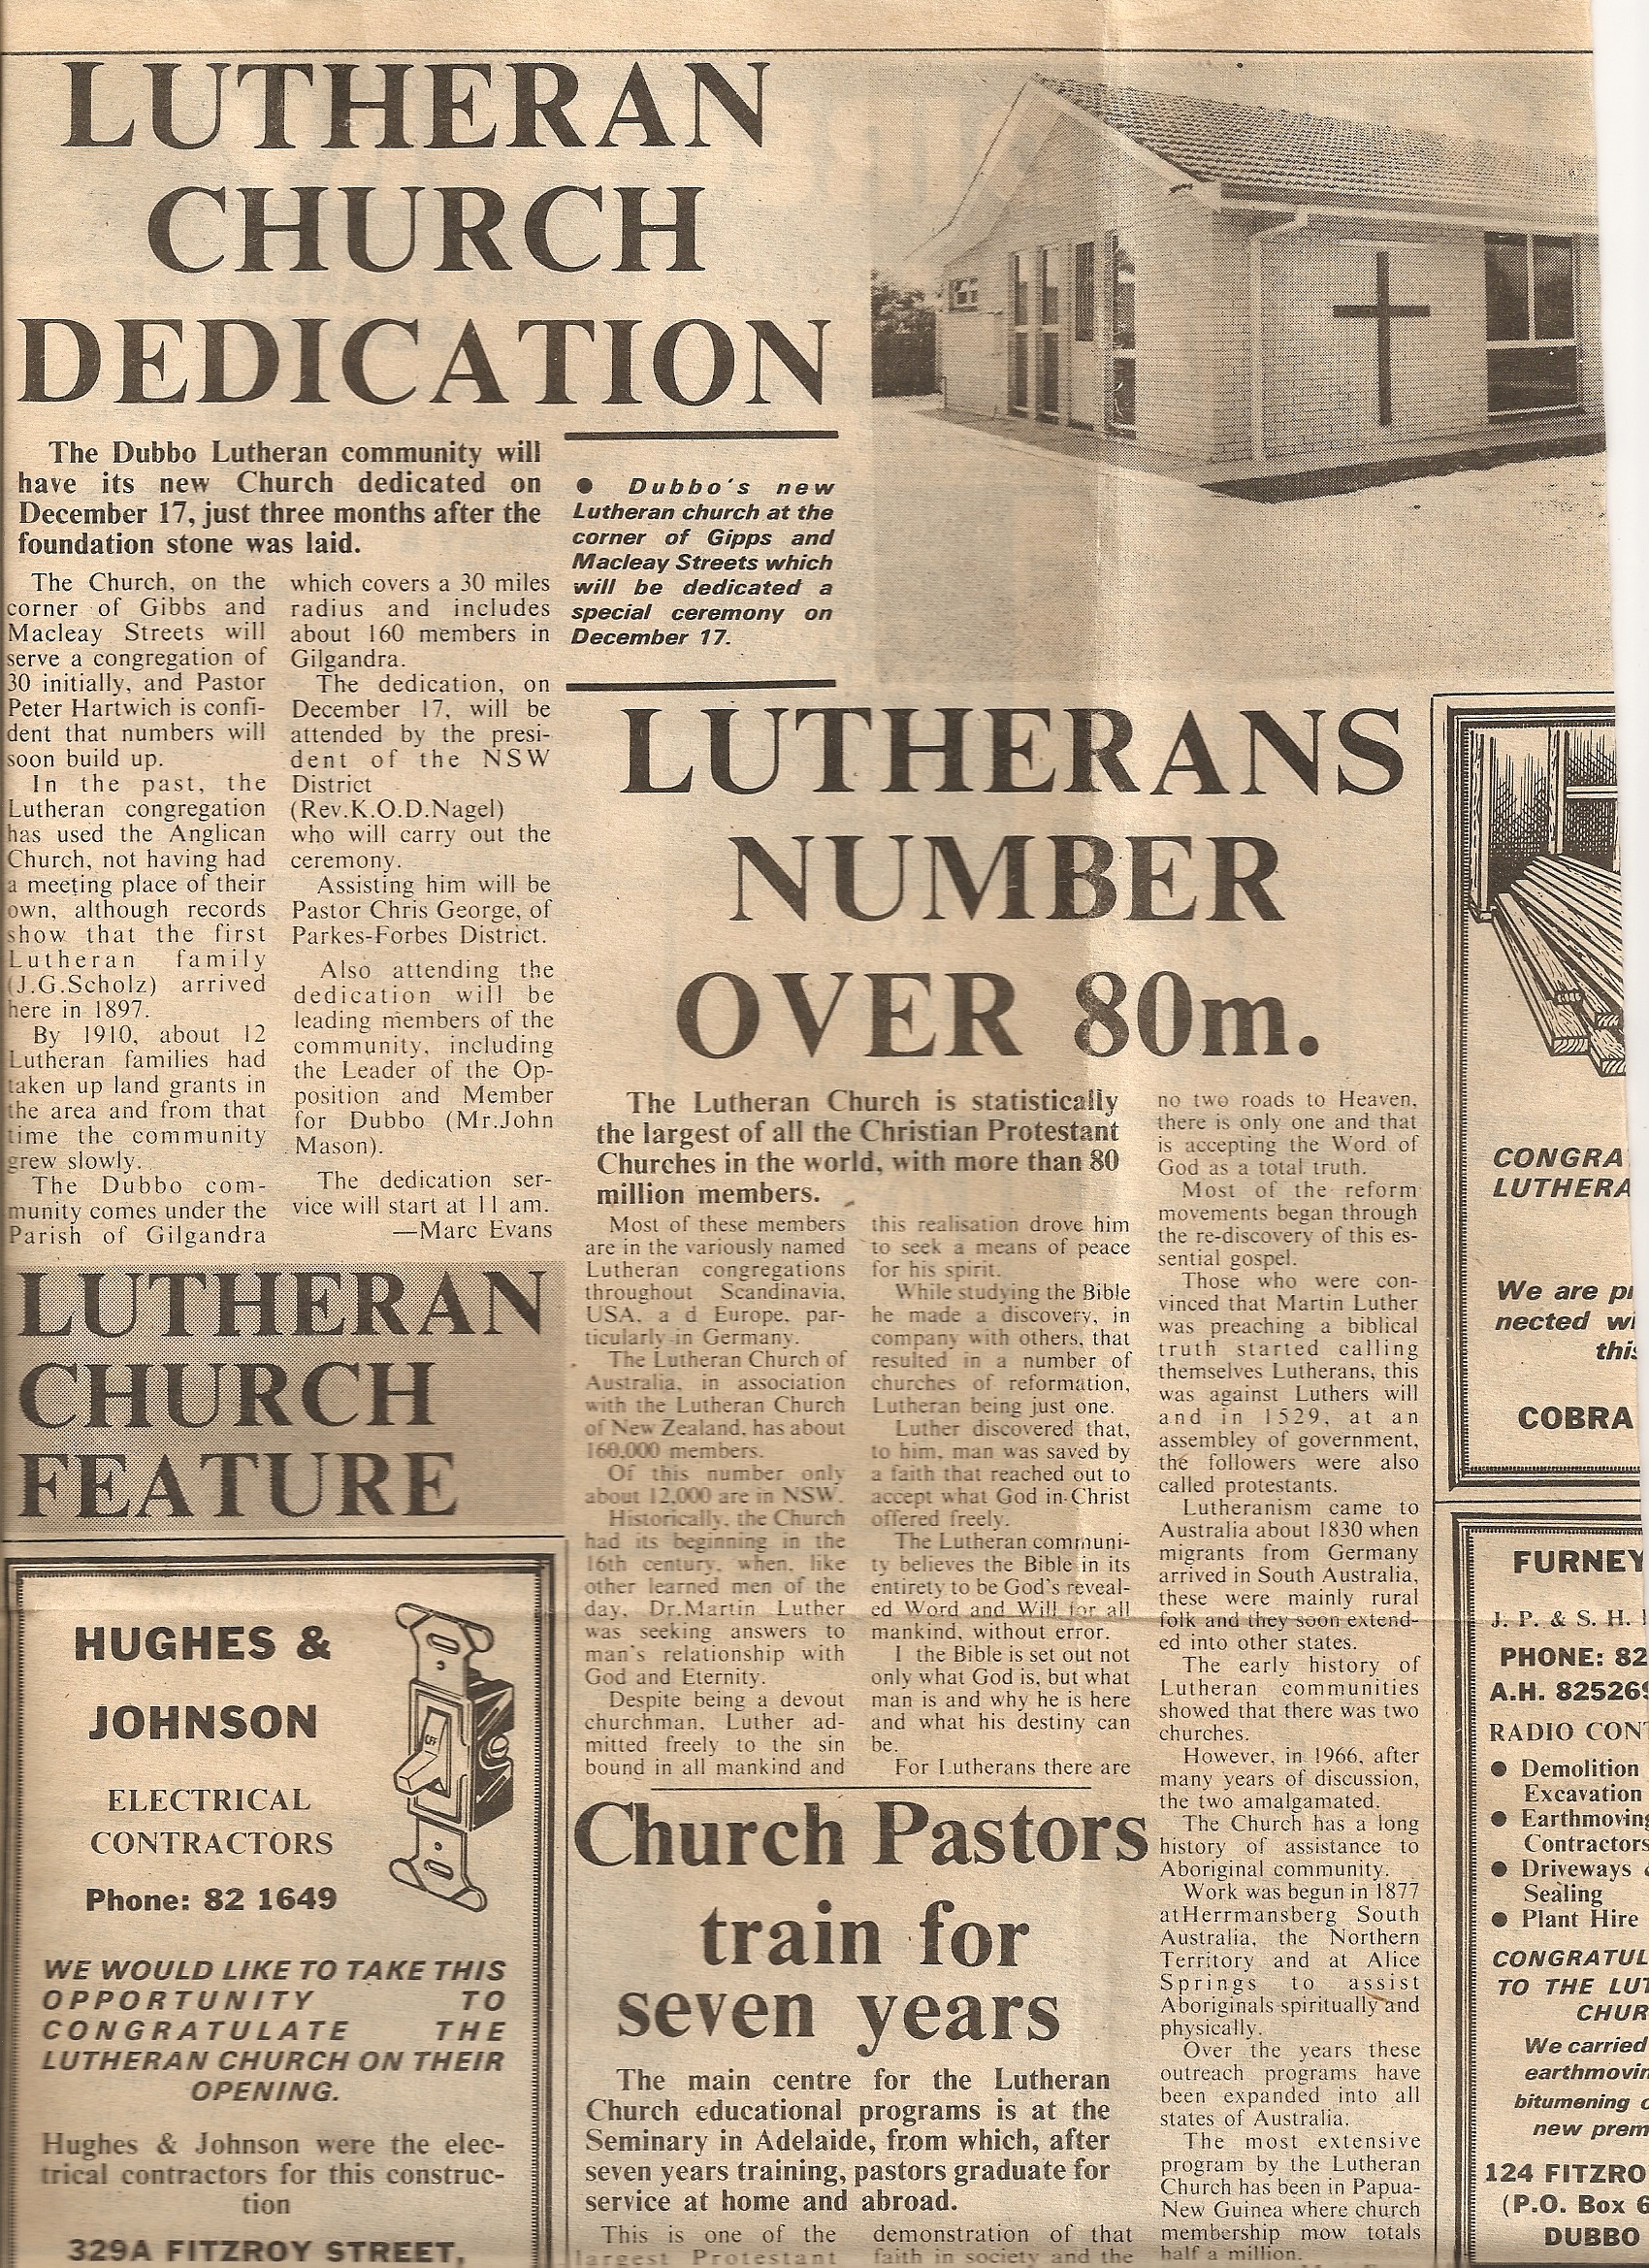 LUTHERAN
CHURCH
DEDICATION
The Dubbo Lutheran community will
have its new Church dedicated on
December 17, just three months after the
foundation stone was laid.
The Church, on the
corner of Gibbs and
Macleay Streets will
serve a congregation of
30 initially, and Pastor
Peter Hartwich is confi-
dent that numbers will
soon build up.
In the past, the
Lutheran congregation
has used the Anglican
Church, not having had
a meeting place of their
own, although records
show that the first
Lutheran family
(J.G.Scholz) arrived
here in 1897.
By 1910, about 12
Lutheran families had
taken up land grants in
the area and from that
time the community
grew slowly.
The Dubbo com-
munity comes under the
Parish of Gilgandra
which covers a 30 miles
radius and includes
about 160 members in
Gilgandra.
The dedication, on
December 17, will be
attended by the presi-
dent of the NSW
District
(Rev.K.O.D.Nagel)
who will carry out the
ceremony.
Assisting him will be
Pastor Chris George, of
Parkes-Forbes District.
Also attending the
dedication will be
leading members of the
community, including
the Leader of the Op-
position and Member
for Dubbo (Mr.John
Mason).
The dedication ser-
vice will start at 11 am.
—Marc Evans
● Dubbo's new
Lutheran church at the
corner of Gipps and
Macleay Streets which
will be dedicated a
special ceremony on
December 17.
LUTHERANS
NUMBER
OVER 80m.
The Lutheran Church is statistically
the largest of all the Christian Protestant
Churches in the world, with more than 80
million members.
Most of these members
are in the variously named
Lutheran congregations
throughout Scandinavia,
USA, a d Europe, par-
ticularly in Germany.
The Lutheran Church of
Australia, in association
with the Lutheran Church
of New Zealand, has about
160,000 members.
Of this number only
about 12,000 are in NSW.
Historically, the Church
had its beginning in the
16th century, when, like
other learned men of the
day, Dr.Martin Luther
was seeking answers to
man's relationship with
God and Eternity.
Despite being a devout
churchman, Luther ad-
mitted freely to the sin
bound in all mankind and
this realisation drove him
to seek a means of peace
for his spirit.
While studying the Bible
he made a discovery, in
company with others, that
resulted in a number of
churches of reformation,
Lutheran being just one.
Luther discovered that,
to him, man was saved by
a faith that reached out to
accept what God in Christ
offered freely.
The Lutheran communi-
ty believes the Bible in its
entirety to be God's reveal-
ed Word and Will for all
mankind, without error.
I the Bible is set out not
only what God is, but what
man is and why he is here
and what his destiny can
be.
For Lutherans there are
no two roads to Heaven,
there is only one and that
is accepting the Word of
God as a total truth.
Most of the reform
movements began through
the re-discovery of this es-
sential gospel.
Those who were con-
vinced that Martin Luther
was preaching a biblical
truth started calling
themselves Lutherans, this
was against Luthers will
and in 1529, at an
assembley of government,
the followers were also
called protestants.
Lutheranism came to
Australia about 1830 when
migrants from Germany
arrived in South Australia,
these were mainly rural
folk and they soon extend-
ed into other states.
The early history of
Lutheran communities
showed that there was two
churches.
However, in 1966, after
many years of discussion,
the two amalgamated.
The Church has a long
history of assistance to
Aboriginal community.
Work was begun in 1877
atHerrmansberg South
Australia, the Northern
Territory and at Alice
Springs to assist
Aboriginals spiritually and
physically.
Over the years these
outreach programs have
been expanded into all
states of Australia.
The most extensive
program by the Lutheran
Church has been in Papua-
New Guinea where church
membership mow totals
half a million.
LUTHERAN
CHURCH
FEATURE
HUGHES &
JOHNSON
ELECTRICAL
CONTRACTORS
Phone: 82 1649
OFF
WE WOULD LIKE TO TAKE THIS
OPPORTUNITY TO
CONGRATULATE THE
LUTHERAN CHURCH ON THEIR
OPENING.
Hughes & Johnson were the elec-
trical contractors for this construc-
tion
329A FITZROY STREET,
Church Pastors
train for
seven years
The main centre for the Lutheran
Church educational programs is at the
Seminary in Adelaide, from which, after
seven years training, pastors graduate for
service at home and abroad.
This is one of the
largest Protestant
demonstration of that
faith in society and the
CONGRA
LUTHERA
We are pr
nected wi
this
COBRA
FURNEY
J. P. & S. H.
PHONE: 82
A.H. 82526
RADIO CON
● Demolition
Excavation
● Earthmoving
Contractors
● Driveways
Sealing
● Plant Hire
CONGRATUL
TO THE LUT
CHUR
We carried
earthmovin
bitumening
new prem
124 FITZRO
(P.O. Box 6
DUBBO